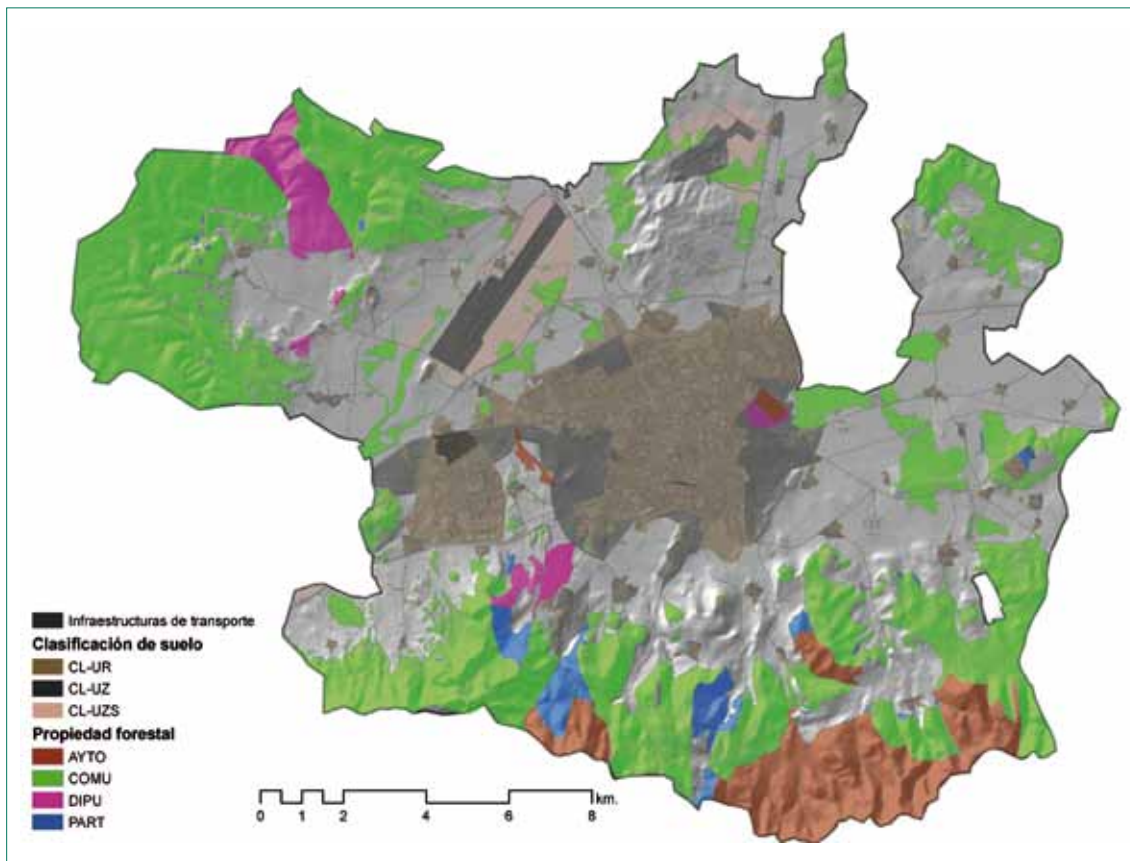 Infraestructuras de transporte
Clasificación de suelo
CL-UR
CL-UZ
CL-UZS
Propiedad forestal
AYTO
COMU
DIPU
PART
km.
0 1 2 4 6 8